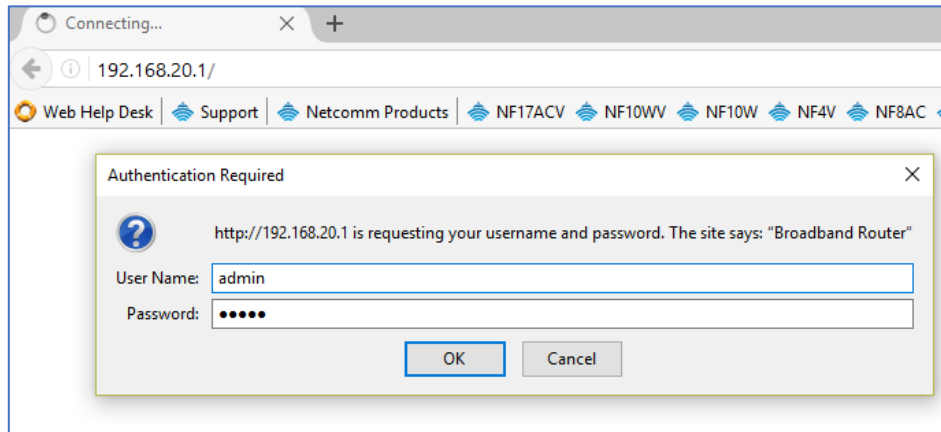 Connecting...
192.168.20.1/
Web Help Desk Support Netcomm Products NF17ACV NF10WV NF10W NF4V NF8AC
Authentication Required
http://192.168.20.1 is requesting your username and password. The site says: “Broadband Router”
User Name: admin
Password: •••••
OK Cancel